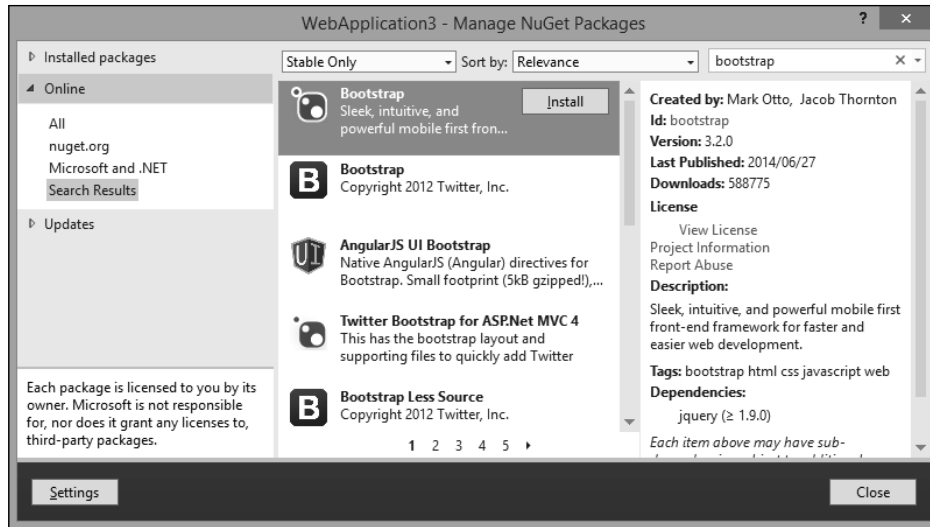 WebApplication3 - Manage NuGet Packages
? ×
Installed packages
Online
All
nuget.org
Microsoft and .NET
Search Results
Updates
Each package is licensed to you by its
owner. Microsoft is not responsible
for, nor does it grant any licenses to,
third-party packages.
Settings
Stable Only
Sort by: Relevance
bootstrap
Bootstrap
Sleek, intuitive, and
powerful mobile first fron...
Install
B
Bootstrap
Copyright 2012 Twitter, Inc.
UI
AngularJS UI Bootstrap
Native AngularJS (Angular) directives for
Bootstrap. Small footprint (5kB gzipped!),...
Twitter Bootstrap for ASP.Net MVC 4
This has the bootstrap layout and
supporting files to quickly add Twitter
B
Bootstrap Less Source
Copyright 2012 Twitter, Inc.
1 2 3 4 5
Created by: Mark Otto, Jacob Thornton
Id: bootstrap
Version: 3.2.0
Last Published: 2014/06/27
Downloads: 588775
License
View License
Project Information
Report Abuse
Description:
Sleek, intuitive, and powerful mobile first
front-end framework for faster and
easier web development.
Tags: bootstrap html css javascript web
Dependencies:
jquery (≥ 1.9.0)
Each item above may have sub-
Close